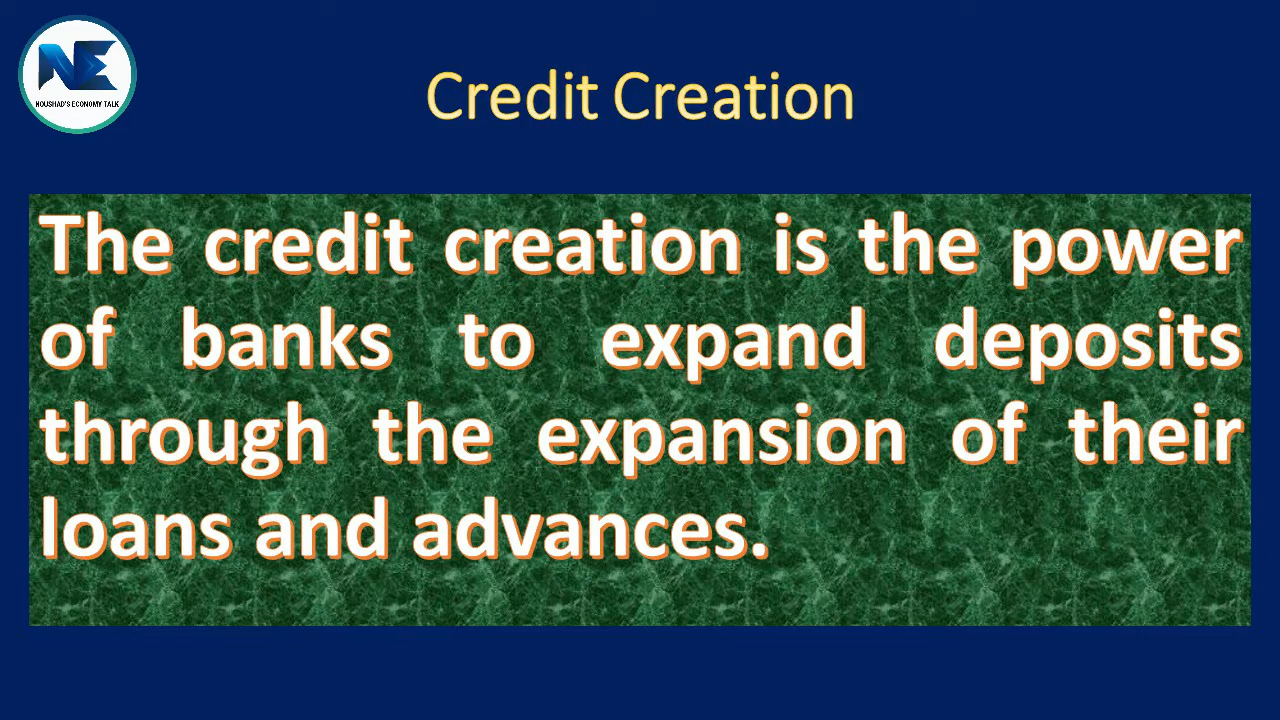 NE
NOUSHAD'S ECONOMY TALK
Credit Creation
The credit creation is the power
of banks to expand deposits
through the expansion of their
loans and advances.